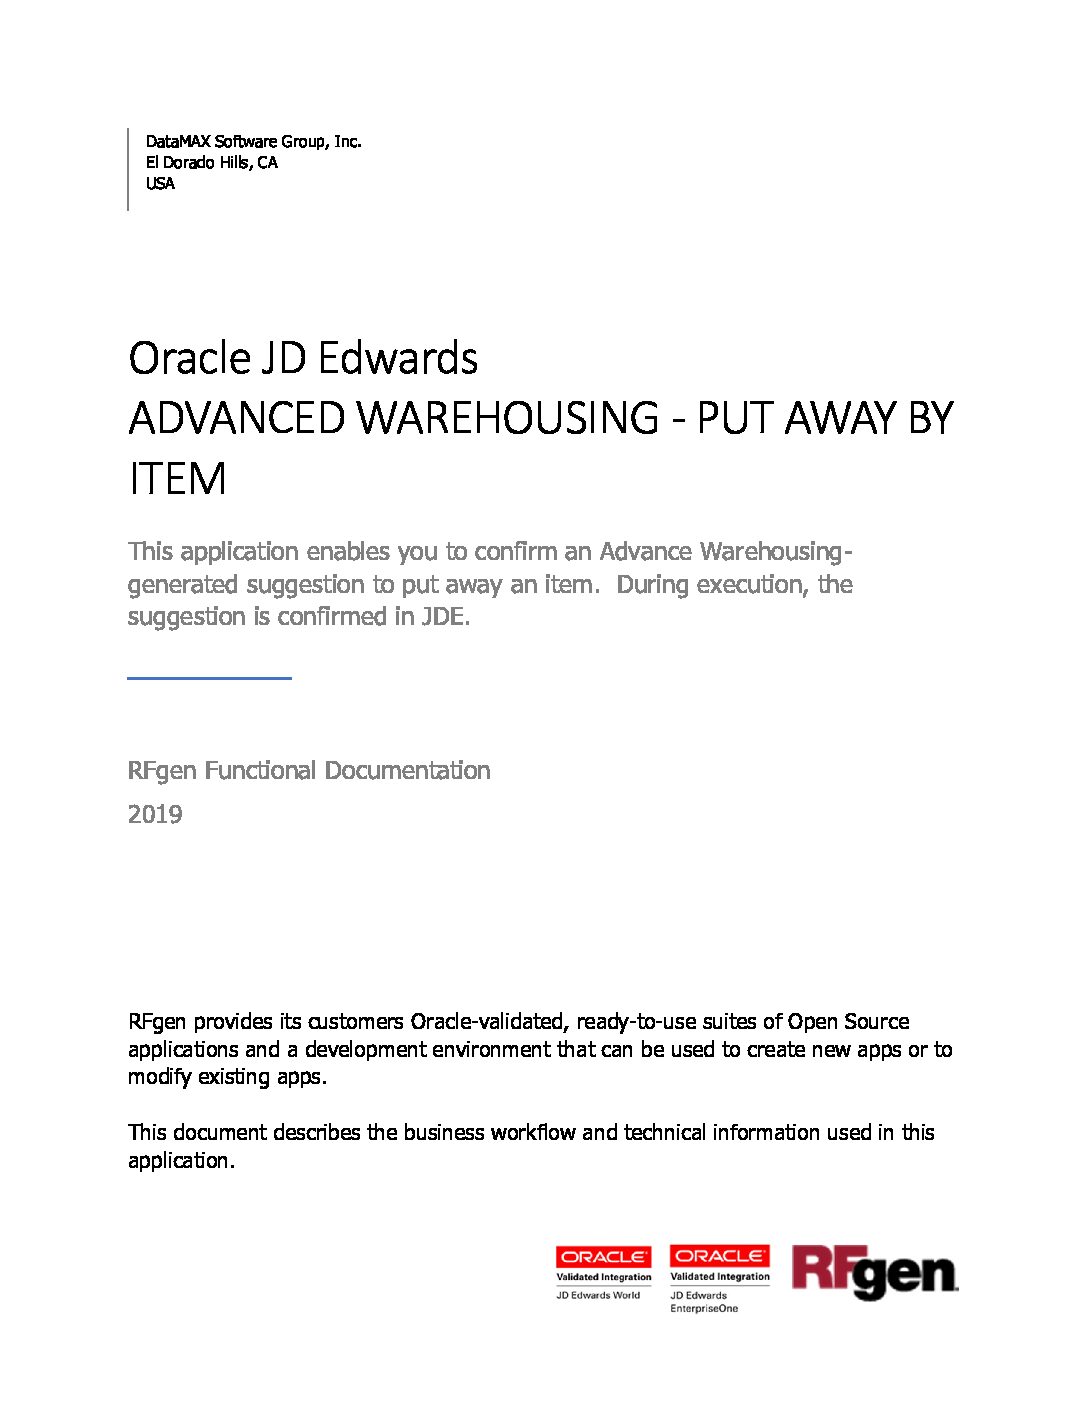 DataMAX Software Group, Inc.
El Dorado Hills, CA
USA
Oracle JD Edwards
ADVANCED WAREHOUSING - PUT AWAY BY
ITEM
This application enables you to confirm an Advance Warehousing-
generated suggestion to put away an item.  During execution, the
suggestion is confirmed in JDE.
RFgen Functional Documentation
2019
RFgen provides its customers Oracle-validated, ready-to-use suites of Open Source
applications and a development environment that can be used to create new apps or to
modify existing apps.
This document describes the business workflow and technical information used in this
application.
ORACLE
Validated Integration
JD Edwards World
ORACLE
Validated Integration
JD Edwards
EnterpriseOne
RFgen